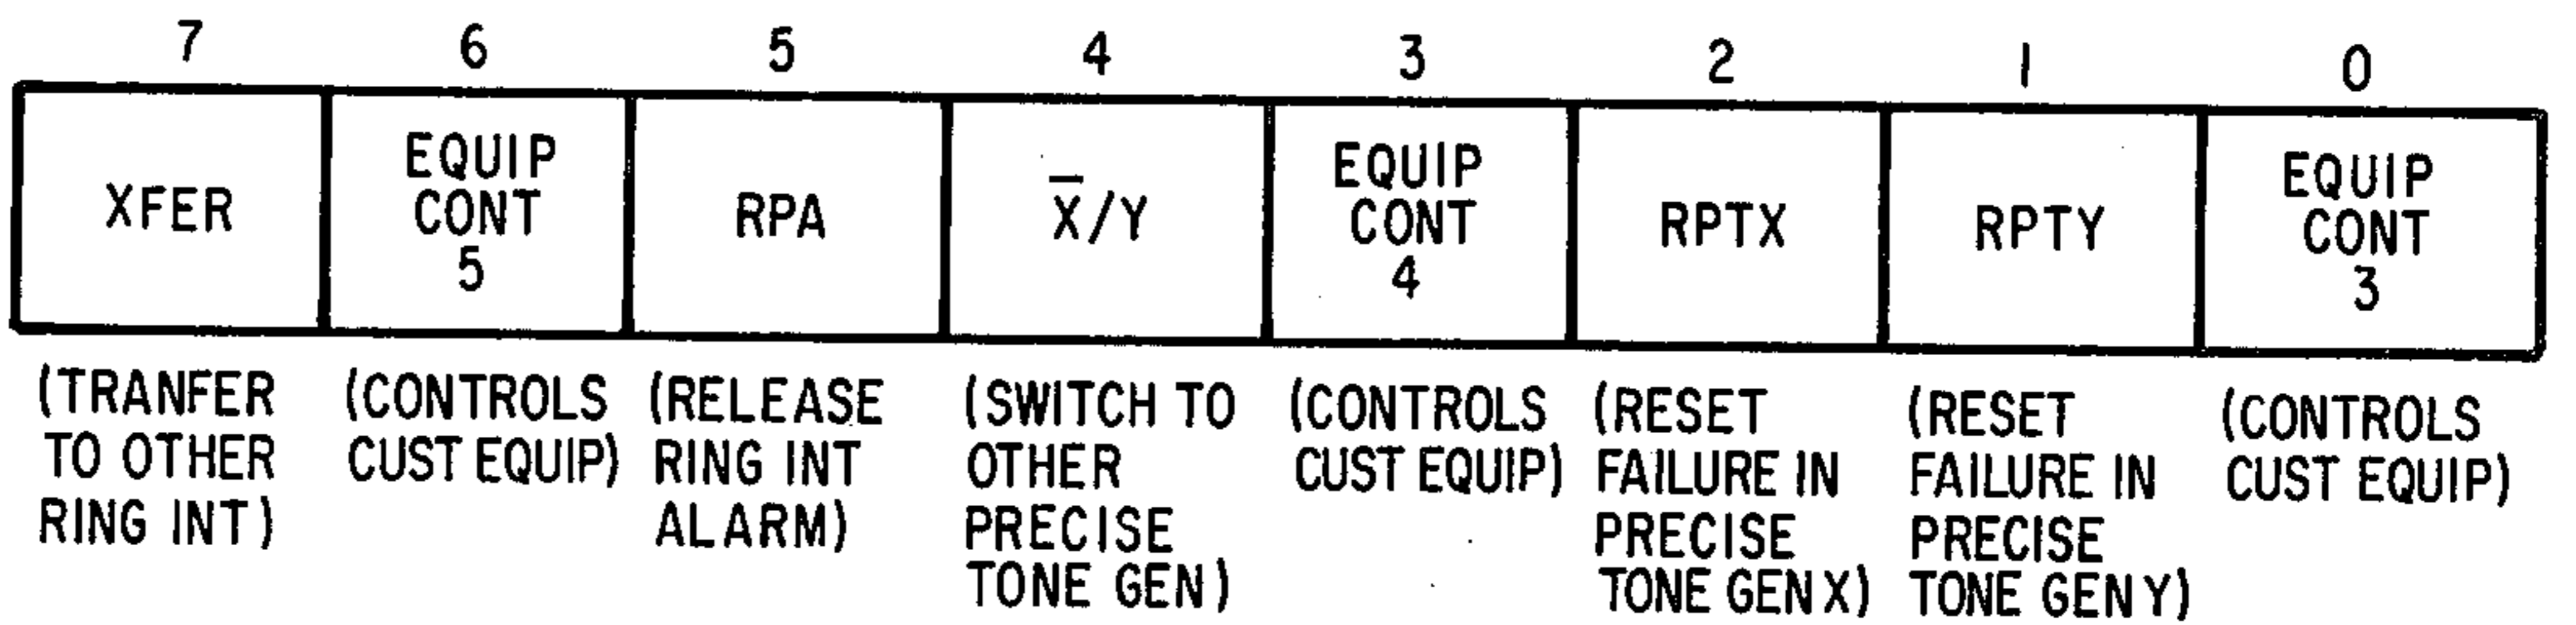 7 6 5 4 3 2 1 0
XFER
EQUIP
CONT
5
RPA
X̅/Y
EQUIP
CONT
4
RPTX
RPTY
EQUIP
CONT
3
(TRANFER
TO OTHER
RING INT)
(CONTROLS
CUST EQUIP)
(RELEASE
RING INT
ALARM)
(SWITCH TO
OTHER
PRECISE
TONE GEN)
(CONTROLS
CUST EQUIP)
(RESET
FAILURE IN
PRECISE
TONE GEN X)
(RESET
FAILURE IN
PRECISE
TONE GEN Y)
(CONTROLS
CUST EQUIP)